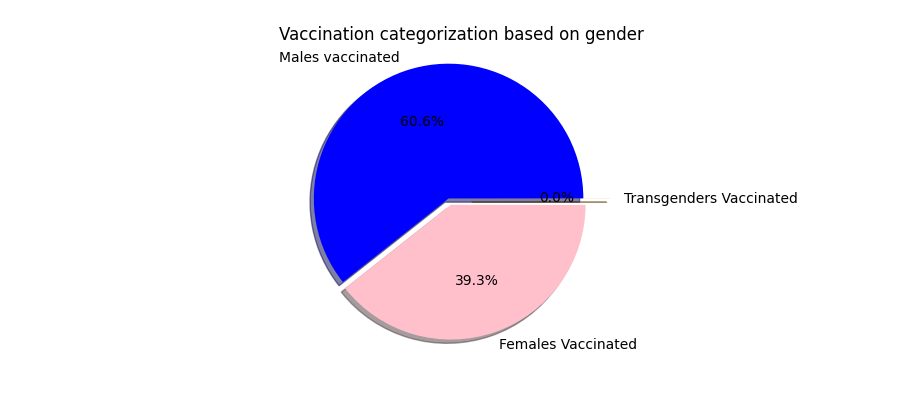 Vaccination categorization based on gender
Males vaccinated
60.6%
0.0%
Transgenders Vaccinated
39.3%
Females Vaccinated